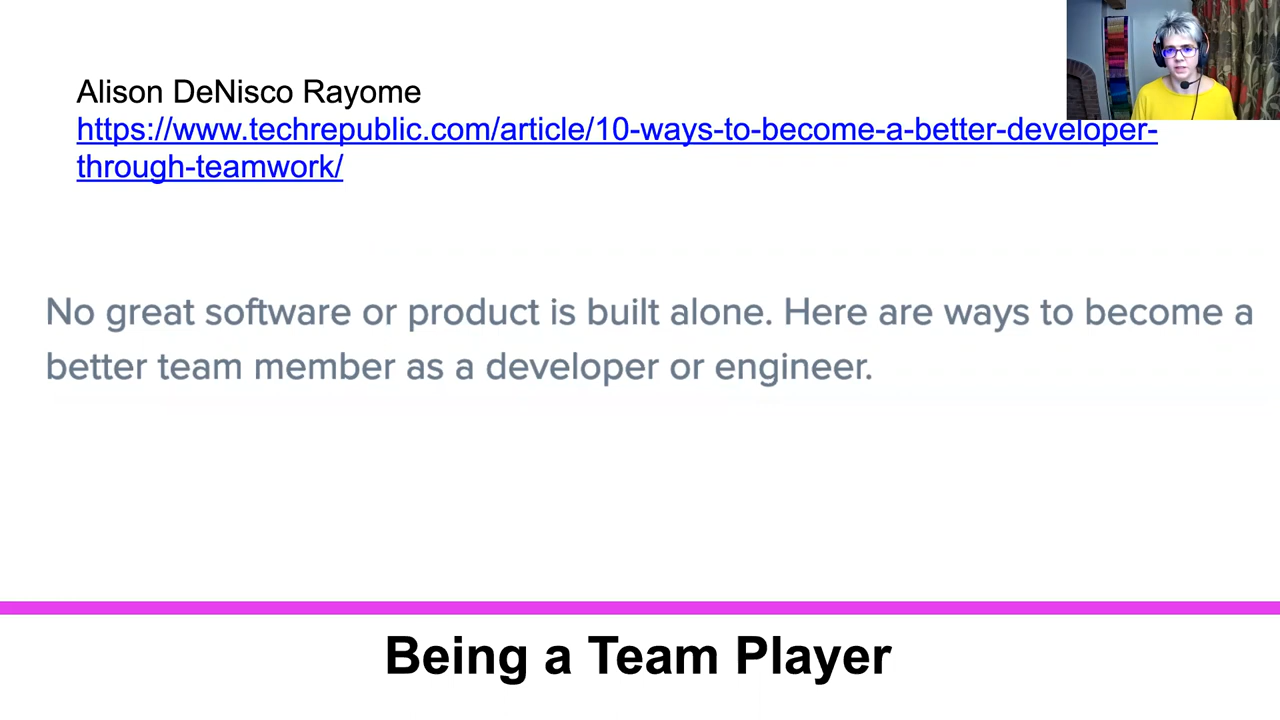 Alison DeNisco Rayome
https://www.techrepublic.com/article/10-ways-to-become-a-better-developer-
through-teamwork/
No great software or product is built alone. Here are ways to become a
better team member as a developer or engineer.
Being a Team Player